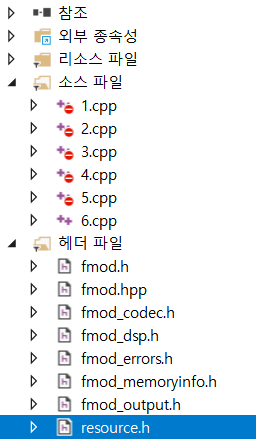 참조
외부 종속성
리소스 파일
소스 파일
1.cpp
2.cpp
3.cpp
4.cpp
5.cpp
6.cpp
헤더 파일
fmod.h
fmod.hpp
fmod_codec.h
fmod_dsp.h
fmod_errors.h
fmod_memoryinfo.h
fmod_output.h
resource.h